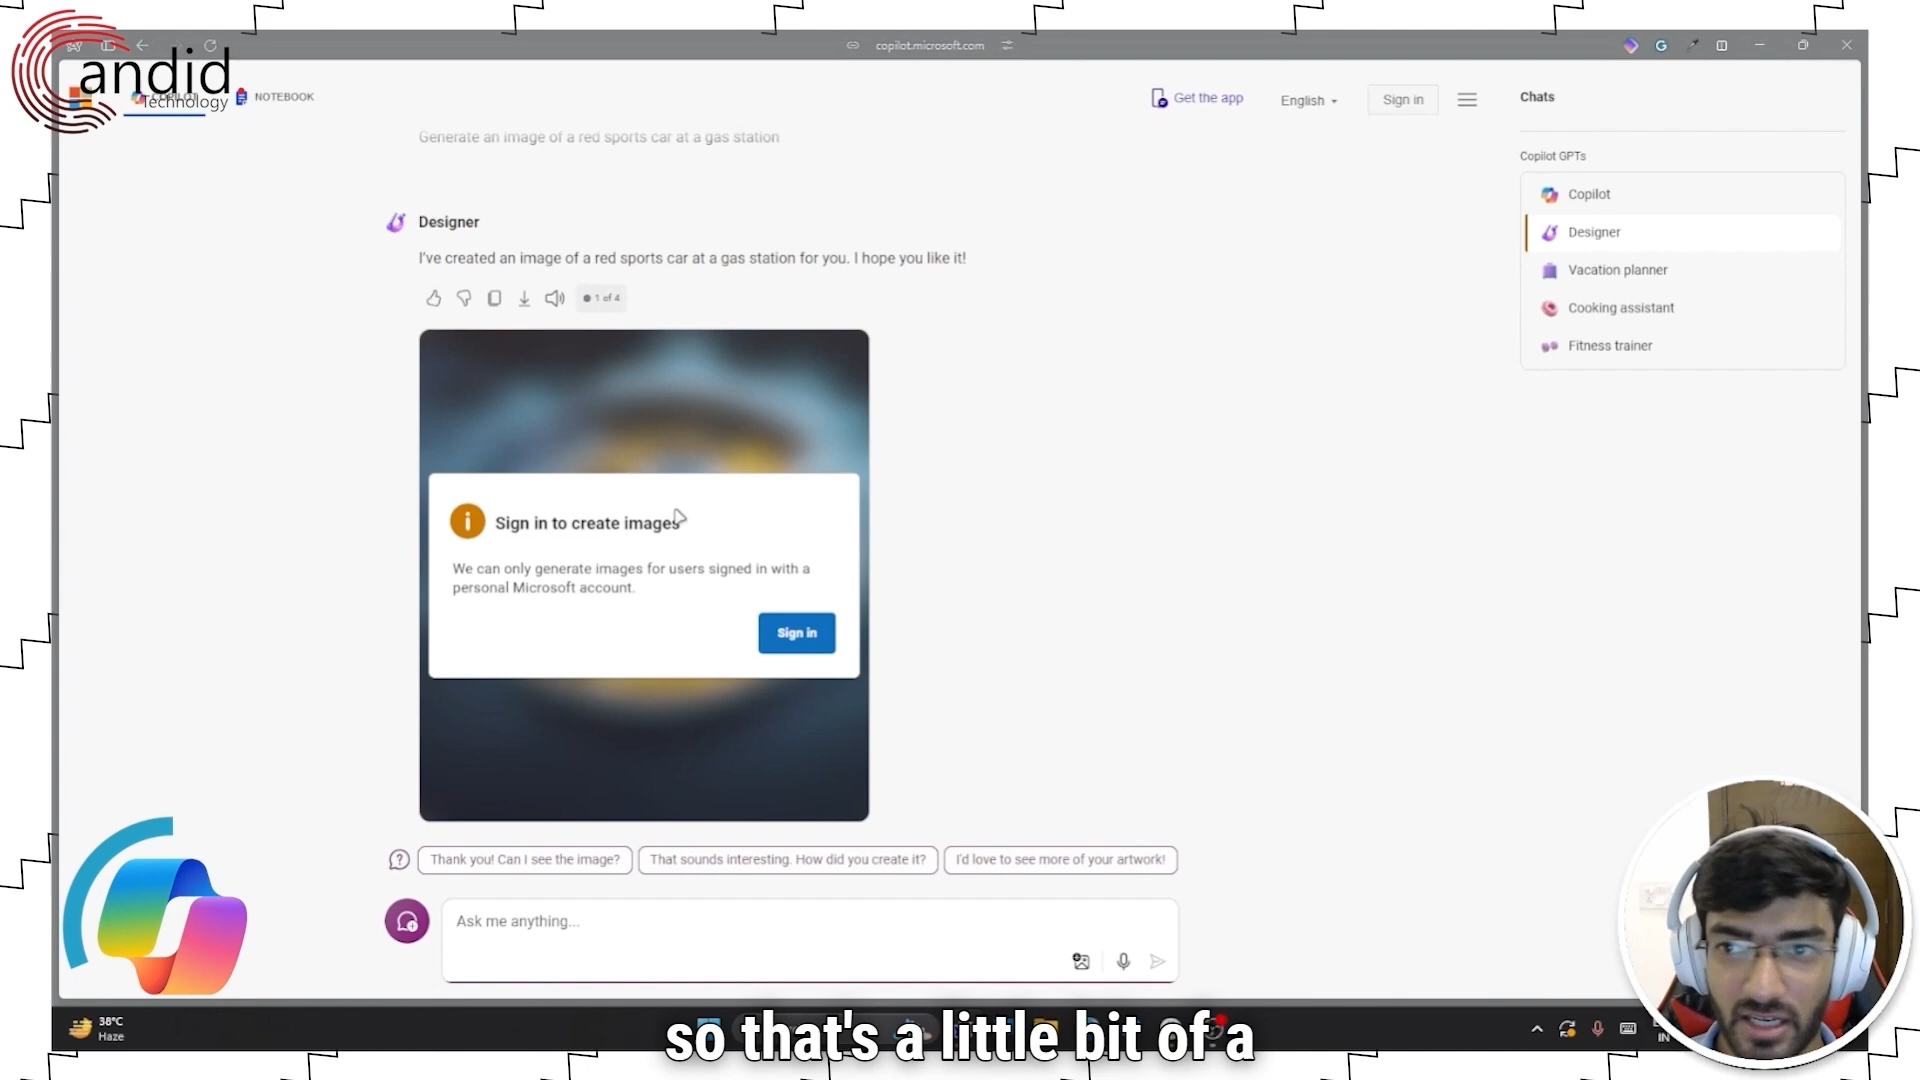 Candid
Technology
NOTEBOOK
copilot.microsoft.com
Get the app
English
Sign in
Chats
Generate an image of a red sports car at a gas station
Copilot GPTs
Copilot
Designer
Vacation planner
Cooking assistant
Fitness trainer
Designer
I've created an image of a red sports car at a gas station for you. I hope you like it!
1 of 4
Sign in to create images
We can only generate images for users signed in with a
personal Microsoft account.
Sign in
Thank you! Can I see the image?
That sounds interesting. How did you create it?
I'd love to see more of your artwork!
Ask me anything...
38°C
Haze
IN
so that's a little bit of a